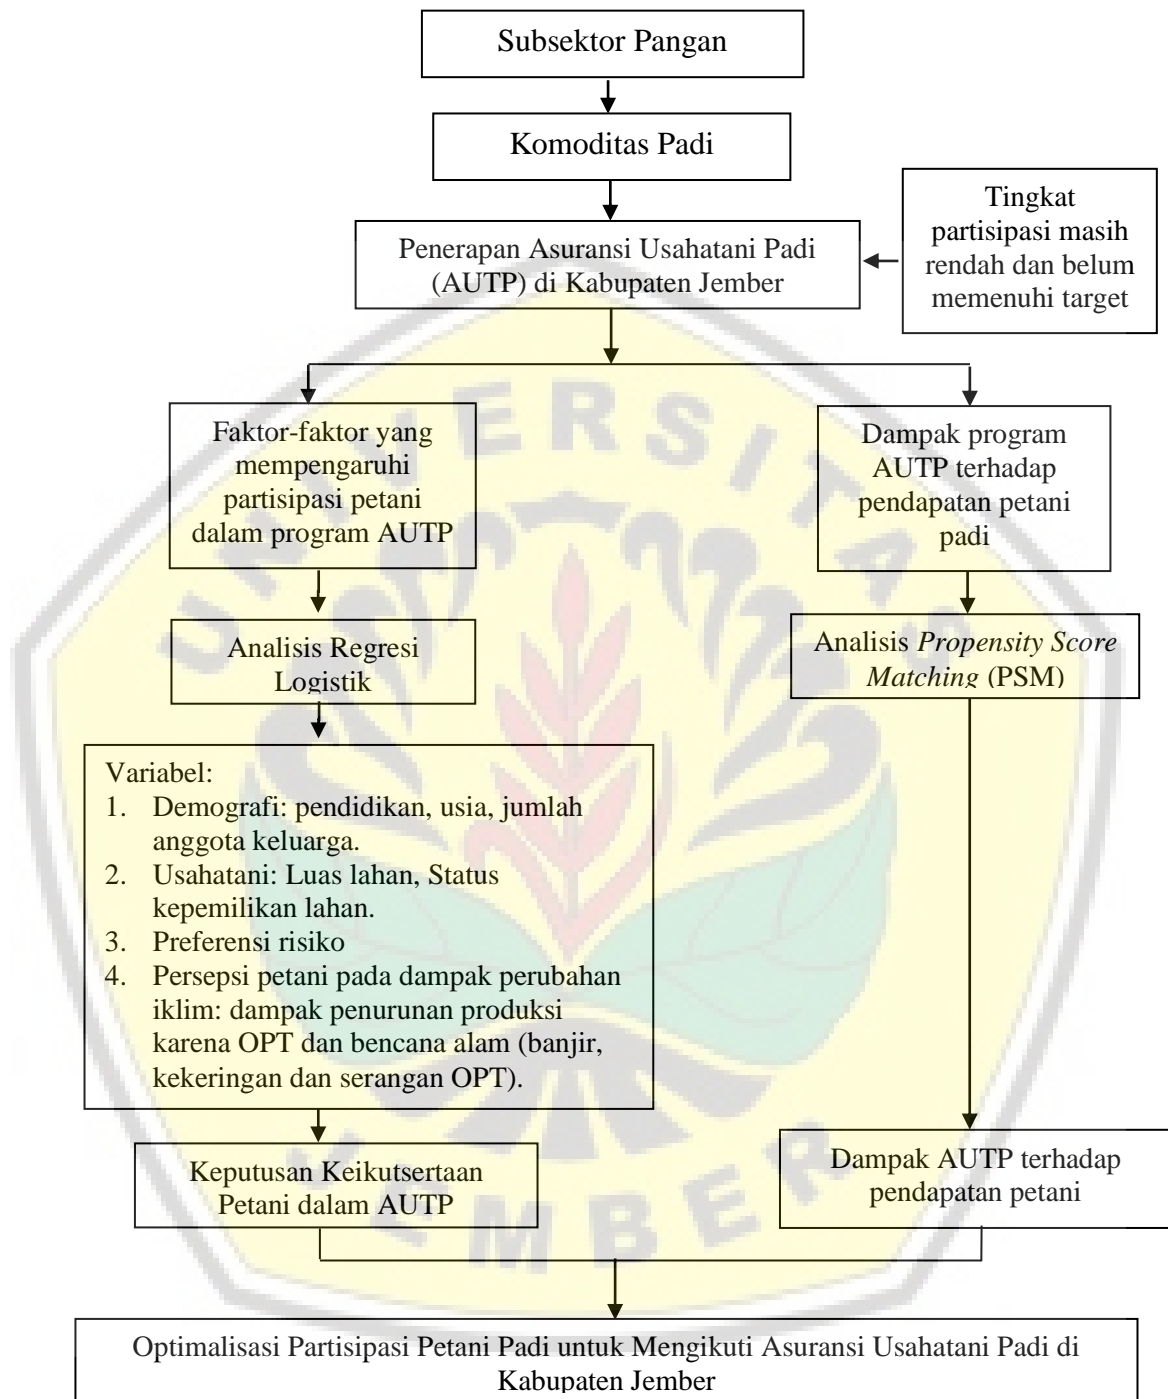 Subsektor Pangan
Komoditas Padi
Tingkat
partisipasi masih
rendah dan belum
memenuhi target
Penerapan Asuransi Usahatani Padi
(AUTP) di Kabupaten Jember
Faktor-faktor yang
mempengaruhi
partisipasi petani
dalam program AUTP
Dampak program
AUTP terhadap
pendapatan petani
padi
Analisis Regresi
Logistik
Analisis Propensity Score
Matching (PSM)
Variabel:
1. Demografi: pendidikan, usia, jumlah
anggota keluarga.
2. Usahatani: Luas lahan, Status
kepemilikan lahan.
3. Preferensi risiko
4. Persepsi petani pada dampak perubahan
iklim: dampak penurunan produksi
karena OPT dan bencana alam (banjir,
kekeringan dan serangan OPT).
Keputusan Keikutsertaan
Petani dalam AUTP
Dampak AUTP terhadap
pendapatan petani
Optimalisasi Partisipasi Petani Padi untuk Mengikuti Asuransi Usahatani Padi di
Kabupaten Jember
UNIVERSITAS
JEMBER